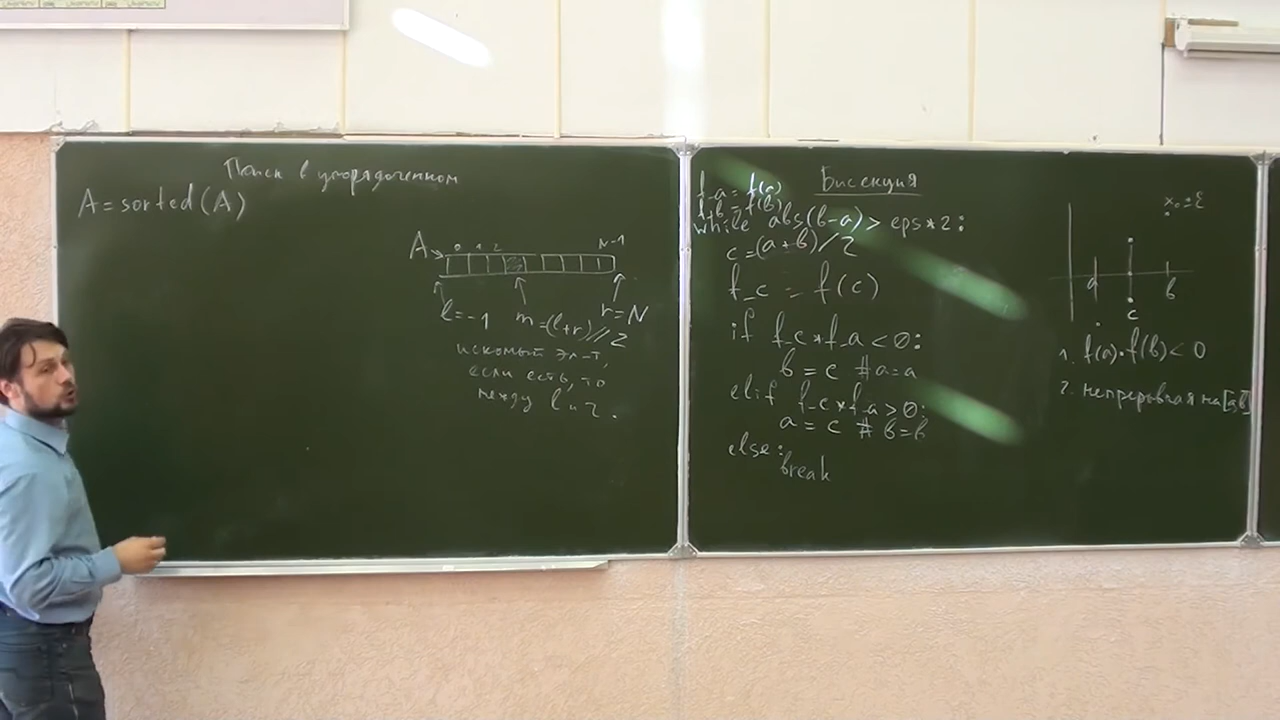 Поиск в упорядоченном
A = sorted(A)
A
0 1 2 N-1
l = -1 m = (l+r)//2 r = N
искомый эл-т,
если есть, то
между l и r.
Бисекция
f_a = f(a)
f_b = f(b)
while abs(b-a) > eps*2:
c = (a+b)/2
f_c = f(c)
if f_c*f_a < 0:
b = c #a=a
elif f_c*f_a > 0:
a = c # b=b
else:
break
x₀ ± ε
a b
c
1. f(a)·f(b) < 0
2. непрерывная на [a,b]